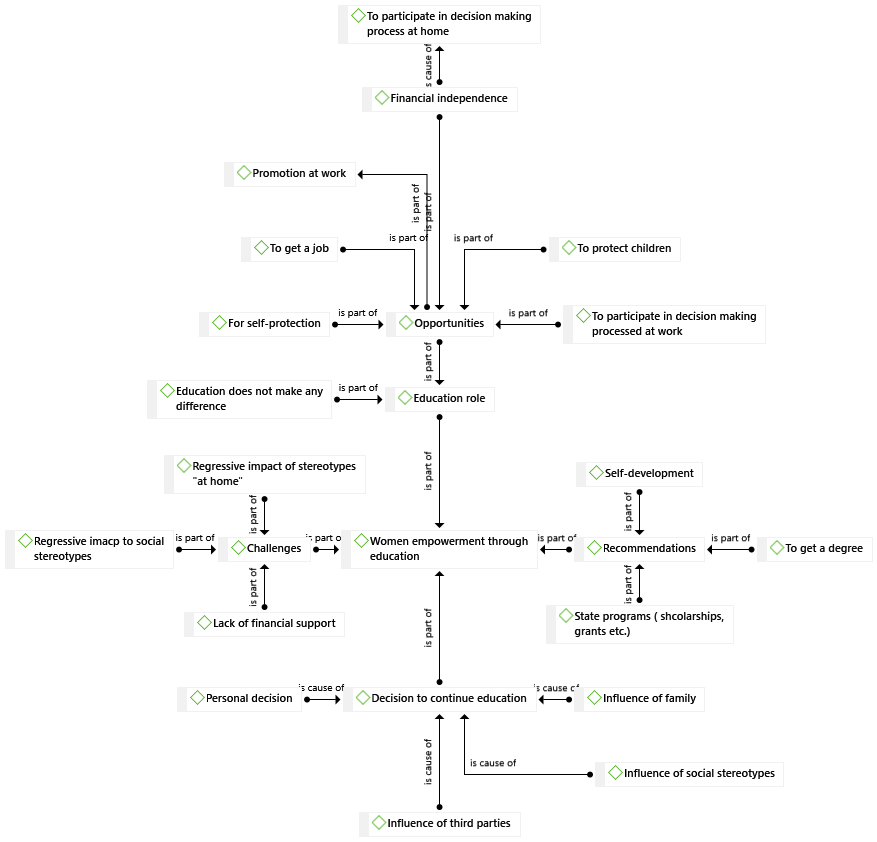 To participate in decision making
process at home
s cause of
Financial independence
Promotion at work
is part of
is part of
To get a job
is part of
is part of
To protect children
For self-protection
is part of
Opportunities
is part of
To participate in decision making
processed at work
is part of
Education does not make any
difference
is part of
Education role
is part of
Regressive impact of stereotypes
"at home"
Self-development
is part of
is part of
Regressive imacp to social
stereotypes
is part of
Challenges
is part of
Women empowerment through
education
is part of
Recommendations
is part of
To get a degree
is part of
is part of
Lack of financial support
State programs ( shcolarships,
grants etc.)
is part of
Personal decision
is cause of
Decision to continue education
is cause of
Influence of family
is cause of
is cause of
Influence of social stereotypes
Influence of third parties